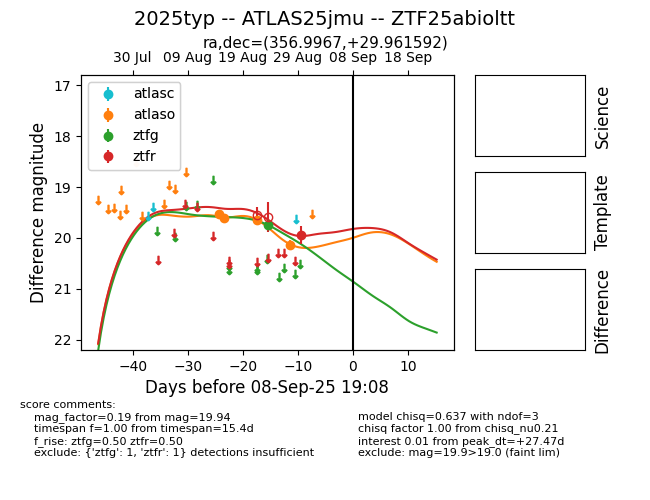 2025typ -- ATLAS25jmu -- ZTF25abioltt
ra,dec=(356.9967,+29.961592)
30 Jul 09 Aug 19 Aug 29 Aug 08 Sep 18 Sep
17
18
19
20
21
22
Difference magnitude
atlasc
atlaso
ztfg
ztfr
−40 −30 −20 −10 0 10
Days before 08-Sep-25 19:08
Science
Template
Difference
score comments:
mag_factor=0.19 from mag=19.94
timespan f=1.00 from timespan=15.4d
f_rise: ztfg=0.50 ztfr=0.50
exclude: {'ztfg': 1, 'ztfr': 1} detections insufficient
model chisq=0.637 with ndof=3
chisq factor 1.00 from chisq_nu0.21
interest 0.01 from peak_dt=+27.47d
exclude: mag=19.9>19.0 (faint lim)